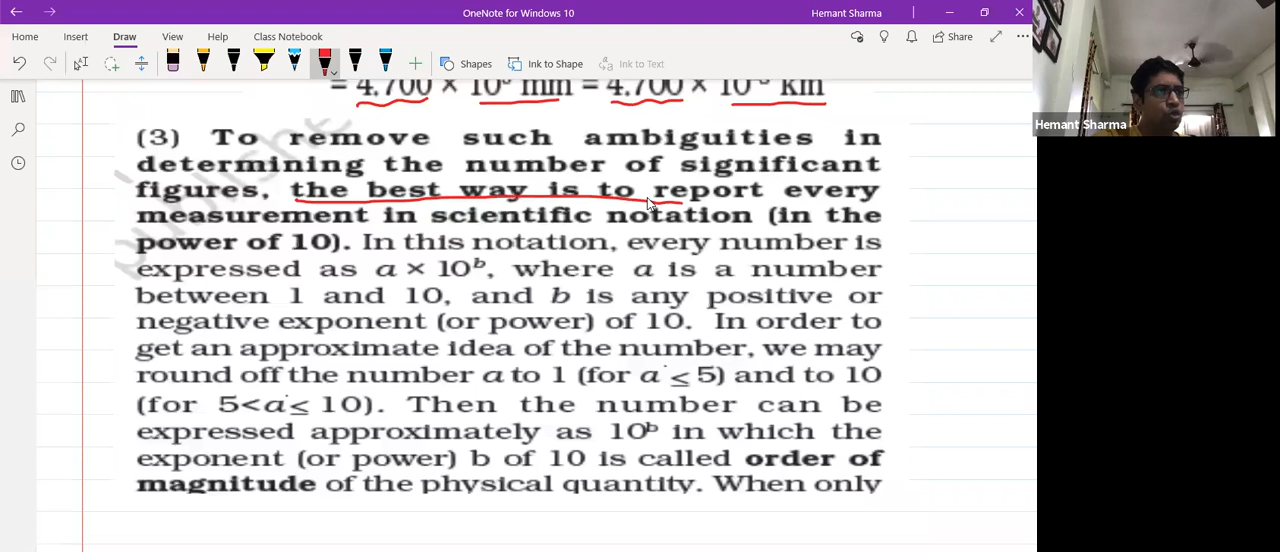 OneNote for Windows 10
Hemant Sharma
Home Insert Draw View Help Class Notebook
Share
Shapes Ink to Shape Ink to Text
= 4.700 × 10 mm = 4.700 × 10 km
(3) To remove such ambiguities in
determining the number of significant
figures, the best way is to report every
measurement in scientific notation (in the
power of 10). In this notation, every number is
expressed as a × 10ᵇ, where a is a number
between 1 and 10, and b is any positive or
negative exponent (or power) of 10. In order to
get an approximate idea of the number, we may
round off the number a to 1 (for a ≤ 5) and to 10
(for 5<a ≤ 10). Then the number can be
expressed approximately as 10ᵇ in which the
exponent (or power) b of 10 is called order of
magnitude of the physical quantity. When only
Hemant Sharma